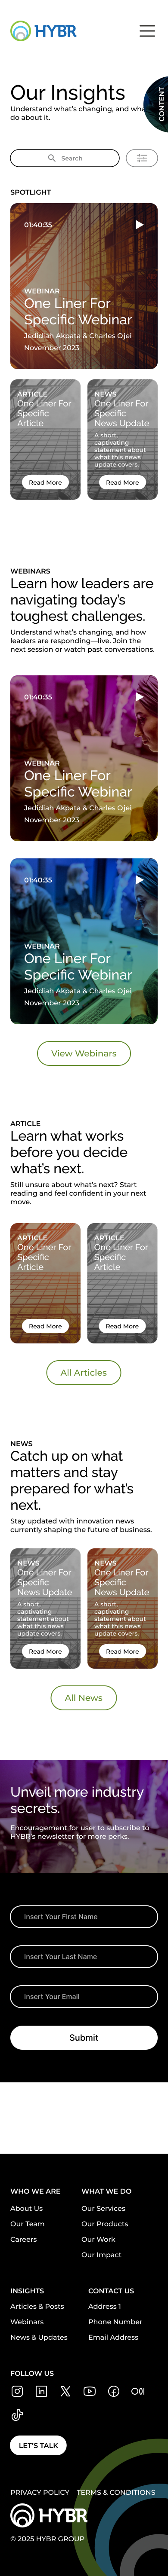 HYBR
Our Insights
Understand what's changing, and what to do about it.
CONTENT
Search
SPOTLIGHT
01:40:35
WEBINAR
One Liner For
Specific Webinar
Jedidiah Akpata & Charles Ojei
November 2023
ARTICLE
One Liner For
Specific
Article
Read More
NEWS
One Liner For
Specific
News Update
A short,
captivating
statement about
what this news
update covers.
Read More
WEBINARS
Learn how leaders are
navigating today's
toughest challenges.
Understand what's changing, and how
leaders are responding—live. Join the
next session or watch past conversations.
01:40:35
WEBINAR
One Liner For
Specific Webinar
Jedidiah Akpata & Charles Ojei
November 2023
01:40:35
WEBINAR
One Liner For
Specific Webinar
Jedidiah Akpata & Charles Ojei
November 2023
View Webinars
ARTICLE
Learn what works
before you decide
what's next.
Still unsure about what's next? Start
reading and feel confident in your next
move.
ARTICLE
One Liner For
Specific
Article
Read More
ARTICLE
One Liner For
Specific
Article
Read More
All Articles
NEWS
Catch up on what
matters and stay
prepared for what's
next.
Stay updated with innovation news
currently shaping the future of business.
NEWS
One Liner For
Specific
News Update
A short,
captivating
statement about
what this news
update covers.
Read More
NEWS
One Liner For
Specific
News Update
A short,
captivating
statement about
what this news
update covers.
Read More
All News
Unveil more industry
secrets.
Encouragement for user to subscribe to
HYBR's newsletter for more perks.
Insert Your First Name
Insert Your Last Name
Insert Your Email
Submit
WHO WE ARE
About Us
Our Team
Careers
WHAT WE DO
Our Services
Our Products
Our Work
Our Impact
INSIGHTS
Articles & Posts
Webinars
News & Updates
CONTACT US
Address 1
Phone Number
Email Address
FOLLOW US
LET'S TALK
PRIVACY POLICY TERMS & CONDITIONS
HYBR
© 2025 HYBR GROUP